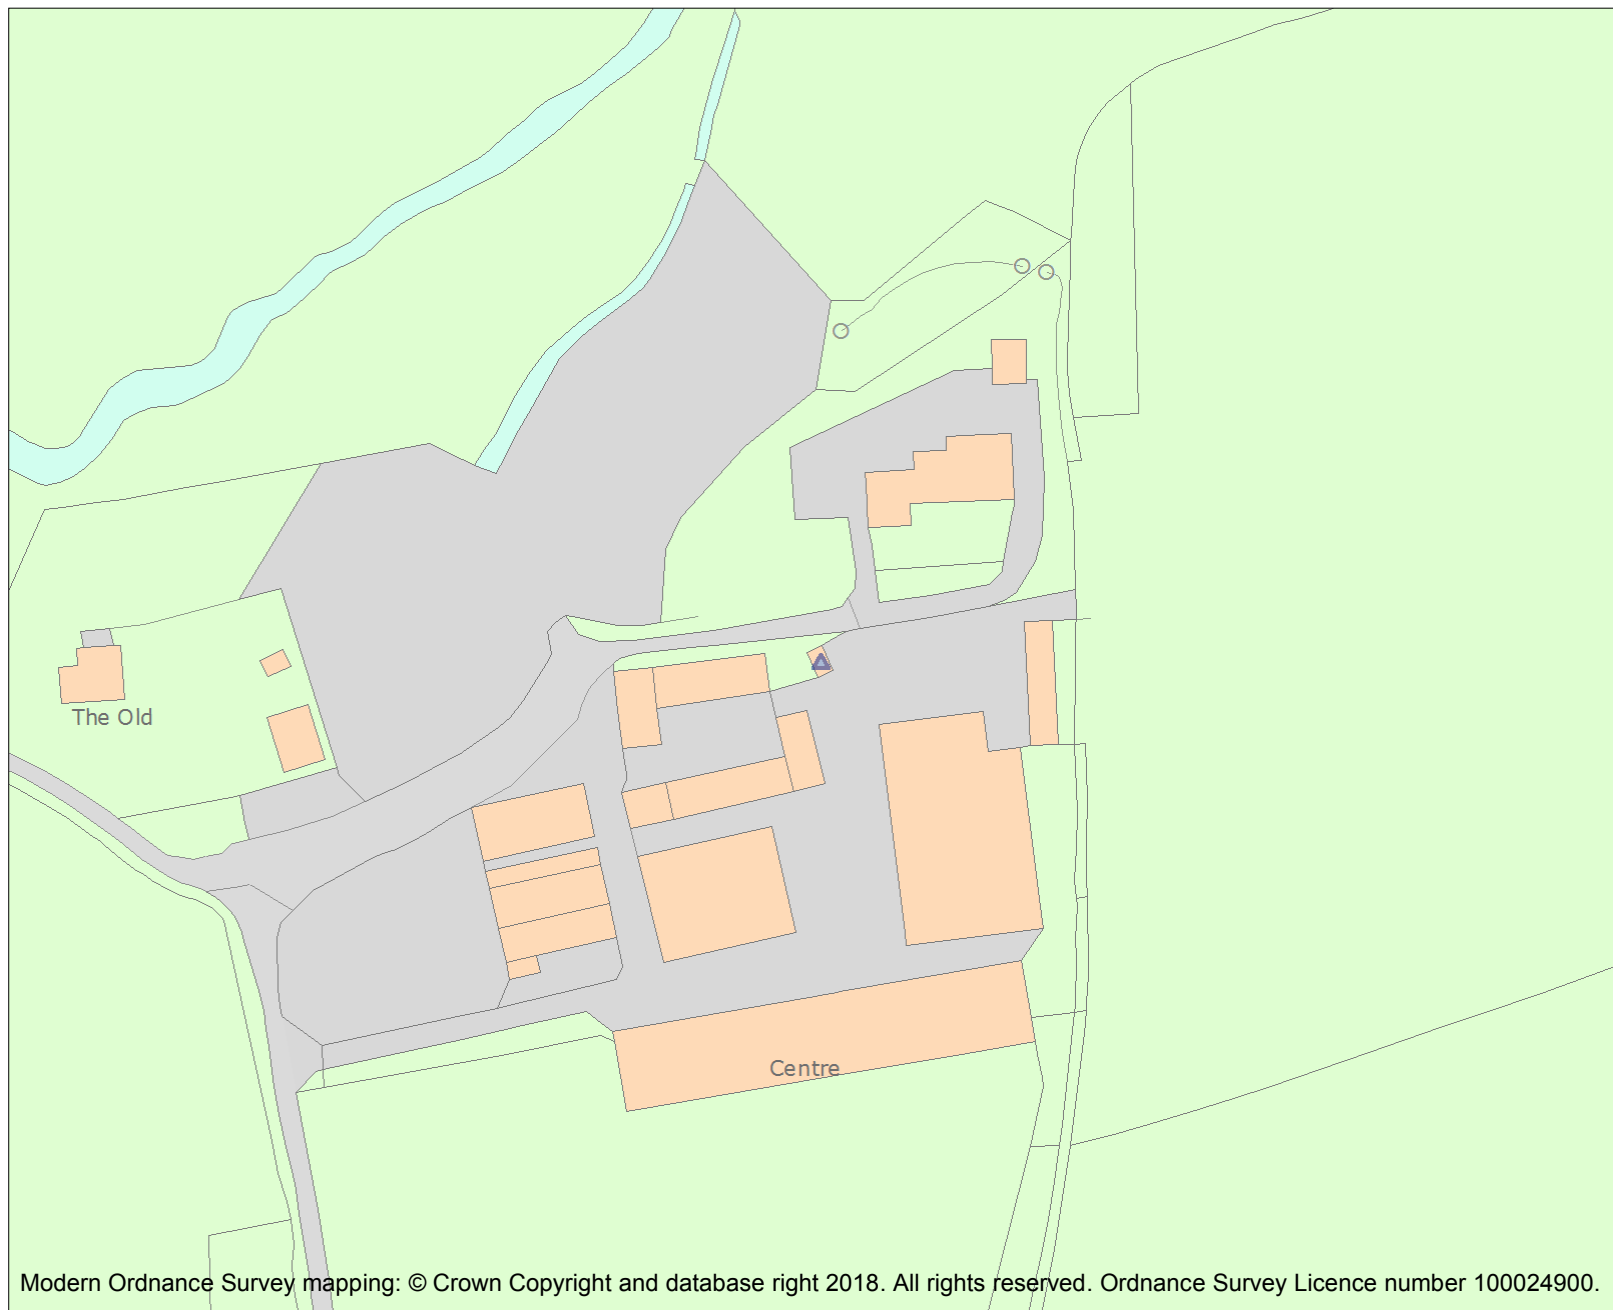 The Old
Centre
Modern Ordnance Survey mapping: © Crown Copyright and database right 2018. All rights reserved. Ordnance Survey Licence number 100024900.